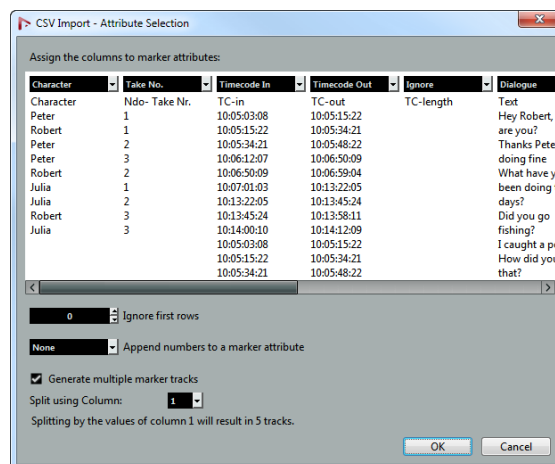 CSV Import - Attribute Selection
Assign the columns to marker attributes:
Character Take No. Timecode In Timecode Out Ignore Dialogue
Character Ndo- Take Nr. TC-in TC-out TC-length Text
Peter 1 10:05:03:08 10:05:15:22 Hey Robert,
Robert 1 10:05:15:22 10:05:34:21 are you?
Peter 2 10:05:34:21 10:05:48:22 Thanks Pete
Peter 3 10:06:12:07 10:06:50:09 doing fine
Robert 2 10:06:50:09 10:06:59:04 What have y
Julia 1 10:07:01:03 10:13:22:05 been doing
Julia 2 10:13:22:05 10:13:45:24 days?
Robert 3 10:13:45:24 10:13:58:11 Did you go
Julia 3 10:14:00:10 10:14:12:09 fishing?
10:05:03:08 10:05:15:22 I caught a p
10:05:15:22 10:05:34:21 How did you
10:05:34:21 10:05:48:22 that?
0 Ignore first rows
None Append numbers to a marker attribute
Generate multiple marker tracks
Split using Column: 1
Splitting by the values of column 1 will result in 5 tracks.
OK Cancel